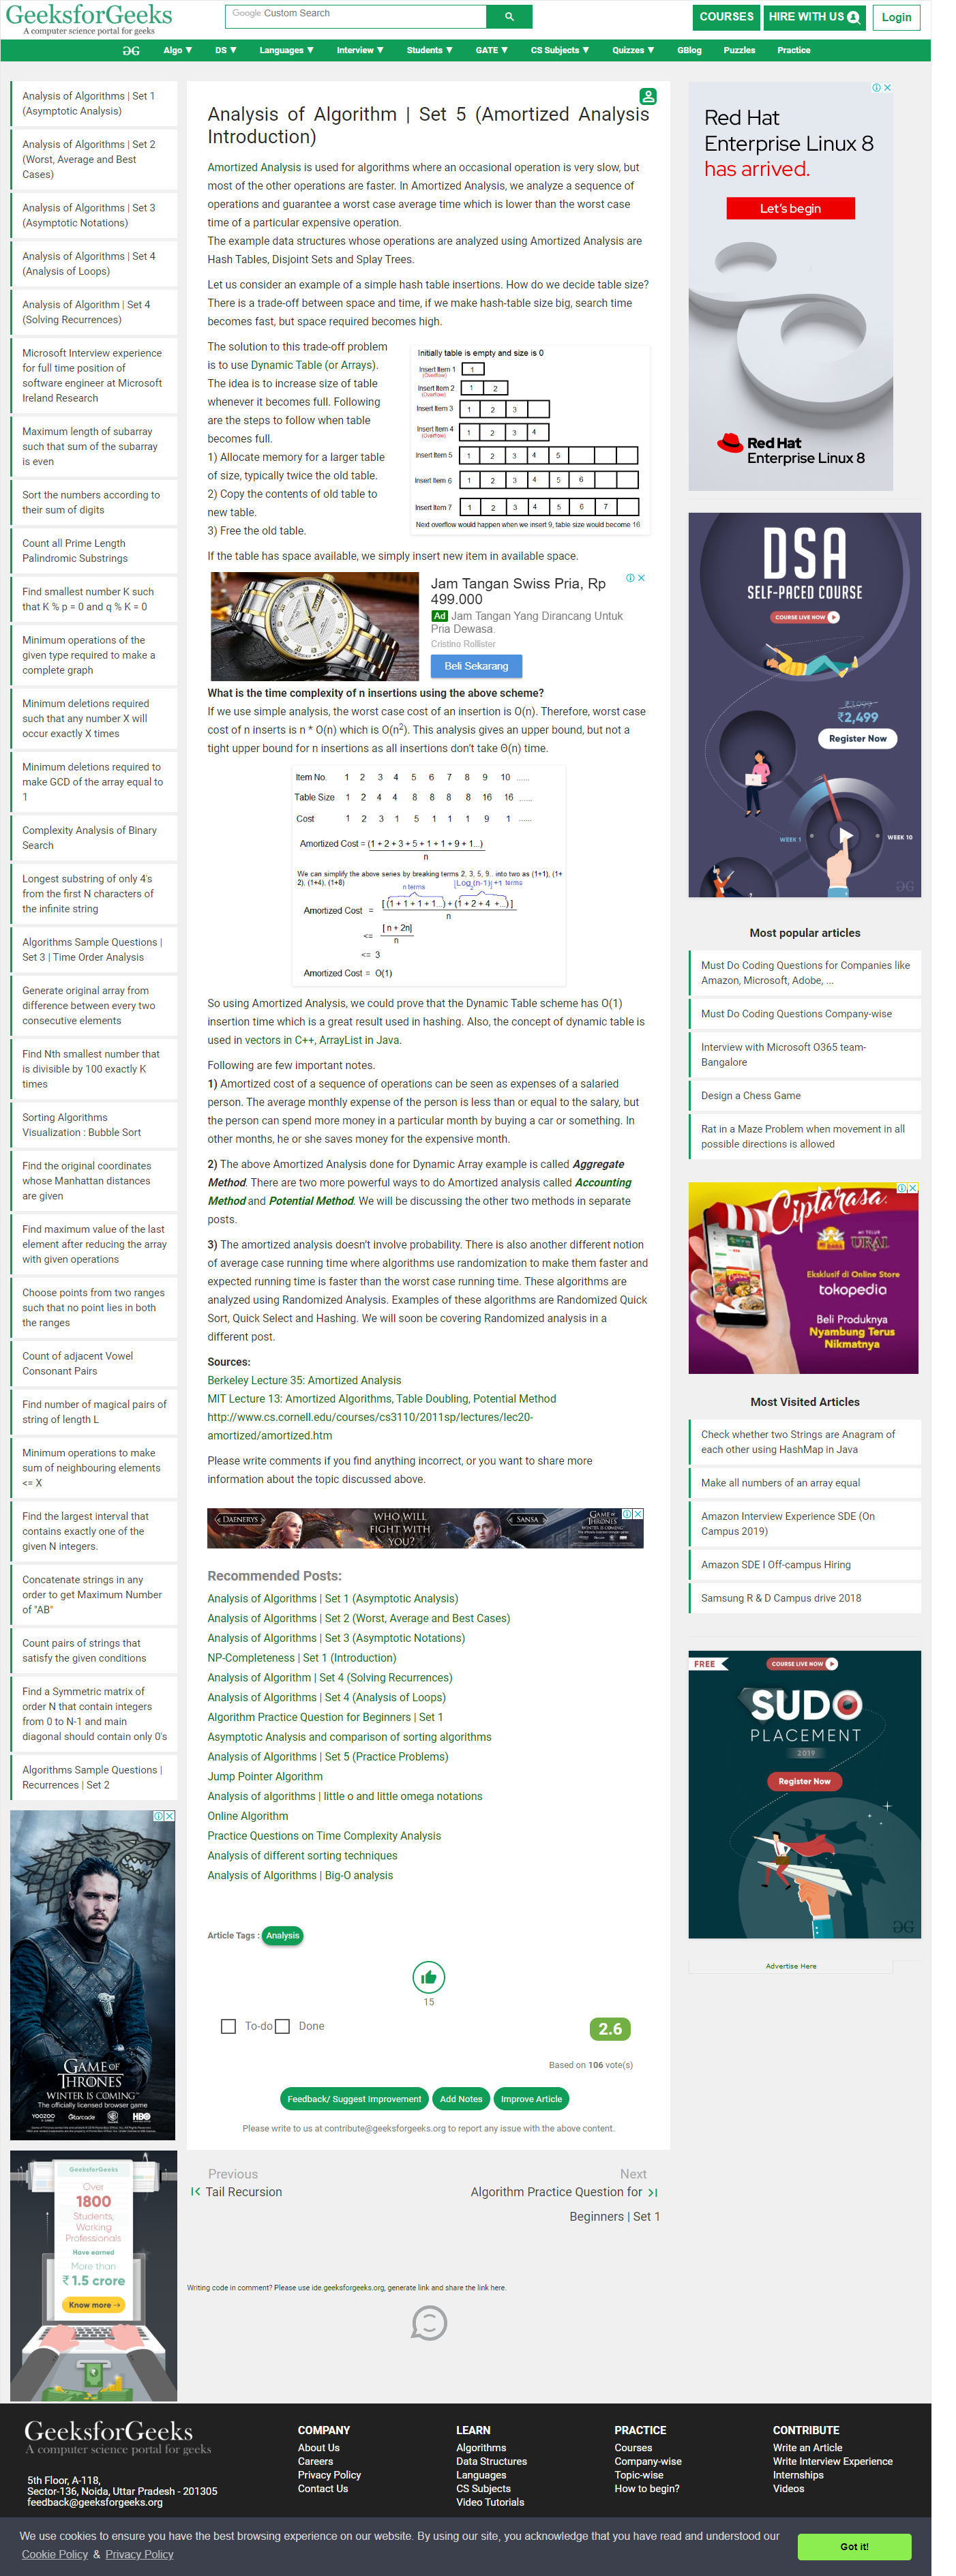 GeeksforGeeks
A computer science portal for geeks
Google Custom Search
COURSES
HIRE WITH US
Login
Algo ▼ DS ▼ Languages ▼ Interview ▼ Students ▼ GATE ▼ CS Subjects ▼ Quizzes ▼ GBlog Puzzles Practice
Analysis of Algorithms | Set 1
(Asymptotic Analysis)
Analysis of Algorithms | Set 2
(Worst, Average and Best
Cases)
Analysis of Algorithms | Set 3
(Asymptotic Notations)
Analysis of Algorithms | Set 4
(Analysis of Loops)
Analysis of Algorithm | Set 4
(Solving Recurrences)
Microsoft Interview experience
for full time position of
software engineer at Microsoft
Ireland Research
Maximum length of subarray
such that sum of the subarray
is even
Sort the numbers according to
their sum of digits
Count all Prime Length
Palindromic Substrings
Find smallest number K such
that K % p = 0 and q % K = 0
Minimum operations of the
given type required to make a
complete graph
Minimum deletions required
such that any number X will
occur exactly X times
Minimum deletions required to
make GCD of the array equal to
1
Complexity Analysis of Binary
Search
Longest substring of only 4's
from the first N characters of
the infinite string
Algorithms Sample Questions |
Set 3 | Time Order Analysis
Generate original array from
difference between every two
consecutive elements
Find Nth smallest number that
is divisible by 100 exactly K
times
Sorting Algorithms
Visualization : Bubble Sort
Find the original coordinates
whose Manhattan distances
are given
Find maximum value of the last
element after reducing the array
with given operations
Choose points from two ranges
such that no point lies in both
the ranges
Count of adjacent Vowel
Consonant Pairs
Find number of magical pairs of
string of length L
Minimum operations to make
sum of neighbouring elements
<= X
Find the largest interval that
contains exactly one of the
given N integers.
Concatenate strings in any
order to get Maximum Number
of "AB"
Count pairs of strings that
satisfy the given conditions
Find a Symmetric matrix of
order N that contain integers
from 0 to N-1 and main
diagonal should contain only 0's
Algorithms Sample Questions |
Recurrences | Set 2
GAME OF
THRONES
WINTER IS COMING
The officially licensed browser game
YOOZOO GAMES Gtarcade HBO
GeeksforGeeks
Over
1800
Students,
Working
Professionals
Have earned
More than
₹ 1.5 crore
Know more →
Analysis of Algorithm | Set 5 (Amortized Analysis
Introduction)
Amortized Analysis is used for algorithms where an occasional operation is very slow, but
most of the other operations are faster. In Amortized Analysis, we analyze a sequence of
operations and guarantee a worst case average time which is lower than the worst case
time of a particular expensive operation.
The example data structures whose operations are analyzed using Amortized Analysis are
Hash Tables, Disjoint Sets and Splay Trees.
Let us consider an example of a simple hash table insertions. How do we decide table size?
There is a trade-off between space and time, if we make hash-table size big, search time
becomes fast, but space required becomes high.
The solution to this trade-off problem
is to use Dynamic Table (or Arrays).
The idea is to increase size of table
whenever it becomes full. Following
are the steps to follow when table
becomes full.
1) Allocate memory for a larger table
of size, typically twice the old table.
2) Copy the contents of old table to
new table.
3) Free the old table.
Initially table is empty and size is 0
Insert Item 1 1
(Overflow)
Insert Item 2 1 2
(Overflow)
Insert Item 3 1 2 3
Insert Item 4 1 2 3 4
(Overflow)
Insert Item 5 1 2 3 4 5
Insert Item 6 1 2 3 4 5 6
Insert Item 7 1 2 3 4 5 6 7
Next overflow would happen when we insert 9, table size would become 16
If the table has space available, we simply insert new item in available space.
Jam Tangan Swiss Pria, Rp
499.000
Ad Jam Tangan Yang Dirancang Untuk
Pria Dewasa.
Cristino Rollister
Beli Sekarang
What is the time complexity of n insertions using the above scheme?
If we use simple analysis, the worst case cost of an insertion is O(n). Therefore, worst case
cost of n inserts is n * O(n) which is O(n²). This analysis gives an upper bound, but not a
tight upper bound for n insertions as all insertions don't take Θ(n) time.
Item No. 1 2 3 4 5 6 7 8 9 10 ......
Table Size 1 2 4 4 8 8 8 8 16 16 ......
Cost 1 2 3 1 5 1 1 1 9 1 ......
Amortized Cost = (1 + 2 + 3 + 5 + 1 + 1 + 9 + 1...)
n
We can simplify the above series by breaking terms 2, 3, 5, 9.. into two as (1+1), (1+
2), (1+4), (1+8)
n terms ⌊Log₂(n-1)⌋+1 terms
Amortized Cost = [ (1 + 1 + 1 + 1...) + (1 + 2 + 4 +...) ]
n
<= [ n + 2n]
n
<= 3
Amortized Cost = O(1)
So using Amortized Analysis, we could prove that the Dynamic Table scheme has O(1)
insertion time which is a great result used in hashing. Also, the concept of dynamic table is
used in vectors in C++, ArrayList in Java.
Following are few important notes.
1) Amortized cost of a sequence of operations can be seen as expenses of a salaried
person. The average monthly expense of the person is less than or equal to the salary, but
the person can spend more money in a particular month by buying a car or something. In
other months, he or she saves money for the expensive month.
2) The above Amortized Analysis done for Dynamic Array example is called Aggregate
Method. There are two more powerful ways to do Amortized analysis called Accounting
Method and Potential Method. We will be discussing the other two methods in separate
posts.
3) The amortized analysis doesn't involve probability. There is also another different notion
of average case running time where algorithms use randomization to make them faster and
expected running time is faster than the worst case running time. These algorithms are
analyzed using Randomized Analysis. Examples of these algorithms are Randomized Quick
Sort, Quick Select and Hashing. We will soon be covering Randomized analysis in a
different post.
Sources:
Berkeley Lecture 35: Amortized Analysis
MIT Lecture 13: Amortized Algorithms, Table Doubling, Potential Method
http://www.cs.cornell.edu/courses/cs3110/2011sp/lectures/lec20-
amortized/amortized.htm
Please write comments if you find anything incorrect, or you want to share more
information about the topic discussed above.
DAENERYS
WHO WILL
FIGHT WITH
YOU?
SANSA
GAME OF
THRONES
WINTER IS COMING
Recommended Posts:
Analysis of Algorithms | Set 1 (Asymptotic Analysis)
Analysis of Algorithms | Set 2 (Worst, Average and Best Cases)
Analysis of Algorithms | Set 3 (Asymptotic Notations)
NP-Completeness | Set 1 (Introduction)
Analysis of Algorithm | Set 4 (Solving Recurrences)
Analysis of Algorithms | Set 4 (Analysis of Loops)
Algorithm Practice Question for Beginners | Set 1
Asymptotic Analysis and comparison of sorting algorithms
Analysis of Algorithms | Set 5 (Practice Problems)
Jump Pointer Algorithm
Analysis of algorithms | little o and little omega notations
Online Algorithm
Practice Questions on Time Complexity Analysis
Analysis of different sorting techniques
Analysis of Algorithms | Big-O analysis
Article Tags : Analysis
15
To-do Done
2.6
Based on 106 vote(s)
Feedback/ Suggest Improvement Add Notes Improve Article
Please write to us at contribute@geeksforgeeks.org to report any issue with the above content.
Previous
Tail Recursion
Next
Algorithm Practice Question for
Beginners | Set 1
Writing code in comment? Please use ide.geeksforgeeks.org, generate link and share the link here.
Red Hat
Enterprise Linux 8
has arrived.
Let's begin
Red Hat
Enterprise Linux 8
DSA
SELF-PACED COURSE
COURSE LIVE NOW
₹3,999
₹2,499
Register Now
WEEK 1
WEEK 10
Most popular articles
Must Do Coding Questions for Companies like
Amazon, Microsoft, Adobe, ...
Must Do Coding Questions Company-wise
Interview with Microsoft O365 team-
Bangalore
Design a Chess Game
Rat in a Maze Problem when movement in all
possible directions is allowed
Ciptarasa
URAI
Eksklusif di Online Store
tokopedia
Beli Produknya
Nyambung Terus
Nikmatnya
Most Visited Articles
Check whether two Strings are Anagram of
each other using HashMap in Java
Make all numbers of an array equal
Amazon Interview Experience SDE (On
Campus 2019)
Amazon SDE I Off-campus Hiring
Samsung R & D Campus drive 2018
FREE
COURSE LIVE NOW
SUDO
PLACEMENT
2019
Register Now
Advertise Here
GeeksforGeeks
A computer science portal for geeks
5th Floor, A-118,
Sector-136, Noida, Uttar Pradesh - 201305
feedback@geeksforgeeks.org
COMPANY
About Us
Careers
Privacy Policy
Contact Us
LEARN
Algorithms
Data Structures
Languages
CS Subjects
Video Tutorials
PRACTICE
Courses
Company-wise
Topic-wise
How to begin?
CONTRIBUTE
Write an Article
Write Interview Experience
Internships
Videos
We use cookies to ensure you have the best browsing experience on our website. By using our site, you acknowledge that you have read and understood our
Cookie Policy & Privacy Policy
Got it!